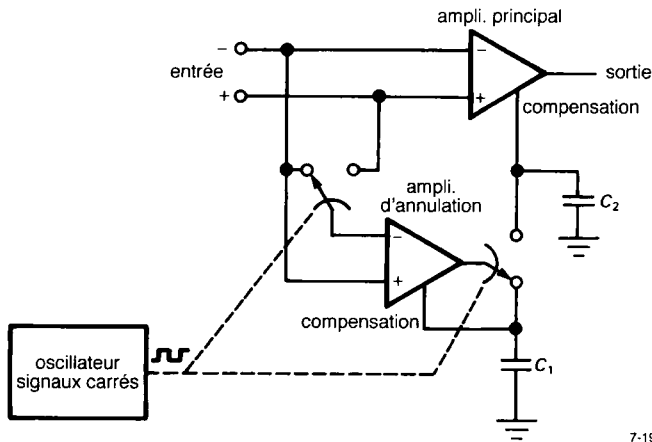 ampli. principal
−
entrée
+
−
+
sortie
compensation
ampli.
d'annulation
C2
−
+
compensation
oscillateur
signaux carrés
C1